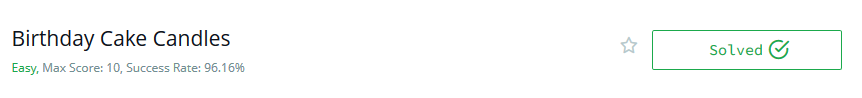 Birthday Cake Candles
Solved
Easy, Max Score: 10, Success Rate: 96.16%